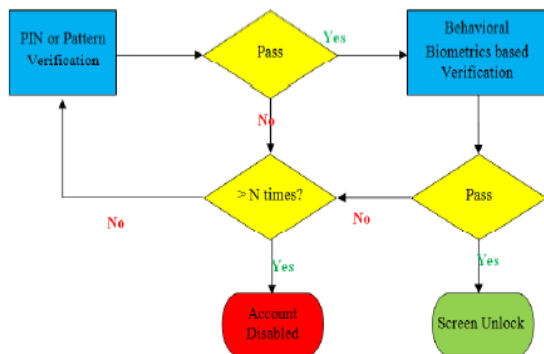 PIN or Pattern
Verification
Pass
Yes
Behavioral
Biometrics based
Verification
No
> N times?
No
Pass
No
Yes
Yes
Account
Disabled
Screen Unlock